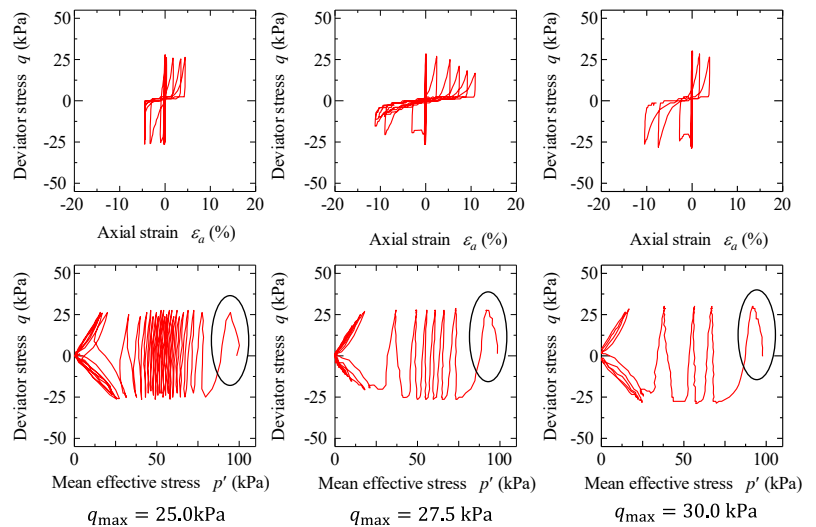 50
25
0
-25
-50
Deviator stress q (kPa)
-20 -10 0 10 20
Axial strain εa (%)
50
25
0
-25
-50
Deviator stress q (kPa)
-20 -10 0 10 20
Axial strain εa (%)
50
25
0
-25
-50
Deviator stress q (kPa)
-20 -10 0 10 20
Axial strain εa (%)
50
25
0
-25
-50
Deviator stress q (kPa)
0 50 100
Mean effective stress p′ (kPa)
50
25
0
-25
-50
Deviator stress q (kPa)
0 25 50 75 100
Mean effective stress p′ (kPa)
50
25
0
-25
-50
Deviator stress q (kPa)
0 25 50 75 100
Mean effective stress p′ (kPa)
qmax = 25.0kPa
qmax = 27.5 kPa
qmax = 30.0 kPa